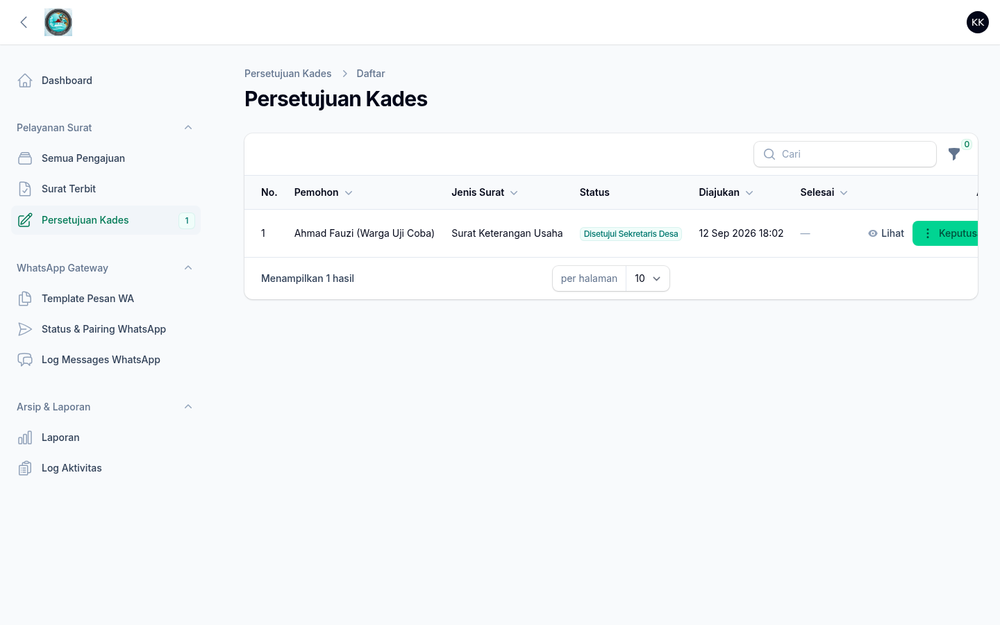 KK
Dashboard
Pelayanan Surat
Semua Pengajuan
Surat Terbit
Persetujuan Kades 1
WhatsApp Gateway
Template Pesan WA
Status & Pairing WhatsApp
Log Messages WhatsApp
Arsip & Laporan
Laporan
Log Aktivitas
Persetujuan Kades Daftar
Persetujuan Kades
Cari 0
No. Pemohon Jenis Surat Status Diajukan Selesai
1 Ahmad Fauzi (Warga Uji Coba) Surat Keterangan Usaha Disetujui Sekretaris Desa 12 Sep 2026 18:02 — Lihat Keputus
Menampilkan 1 hasil per halaman 10